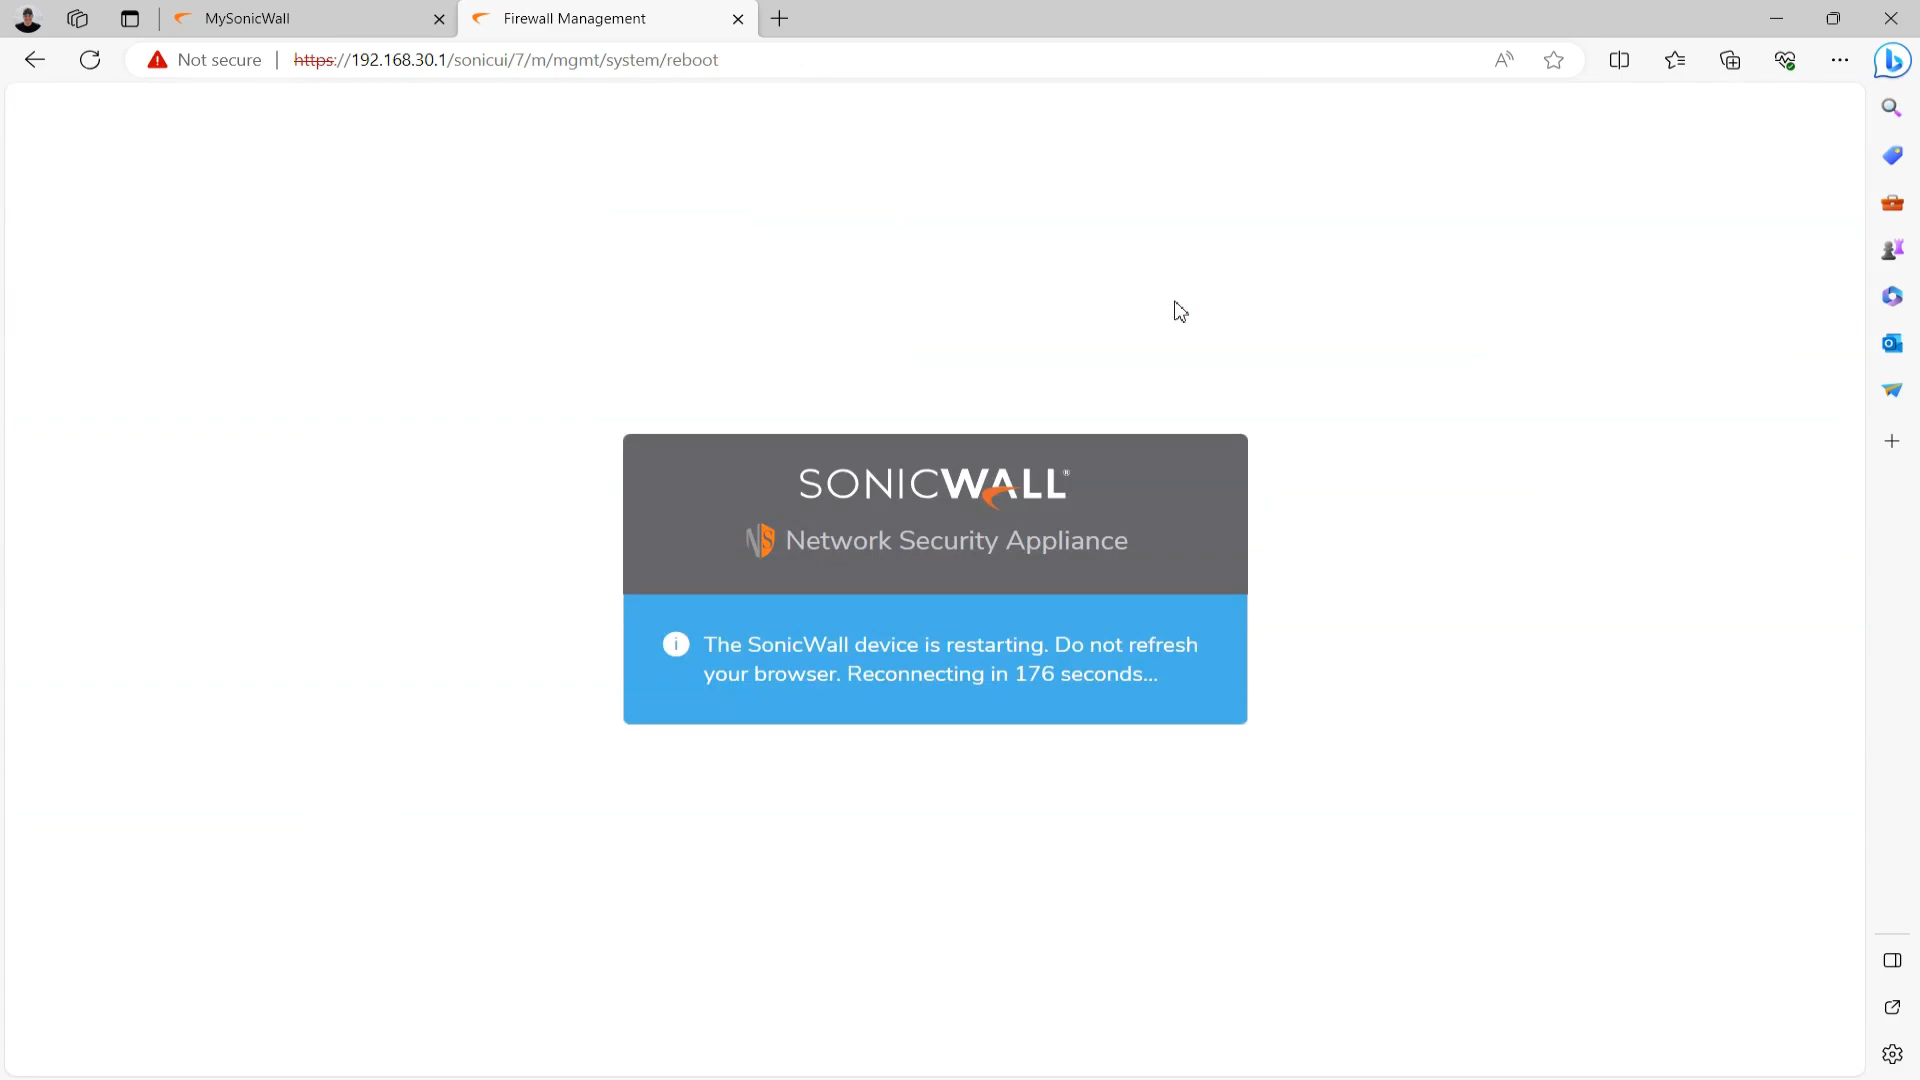 MySonicWall
Firewall Management
Not secure
https://192.168.30.1/sonicui/7/m/mgmt/system/reboot
SONICWALL®
Network Security Appliance
The SonicWall device is restarting. Do not refresh
your browser. Reconnecting in 176 seconds...